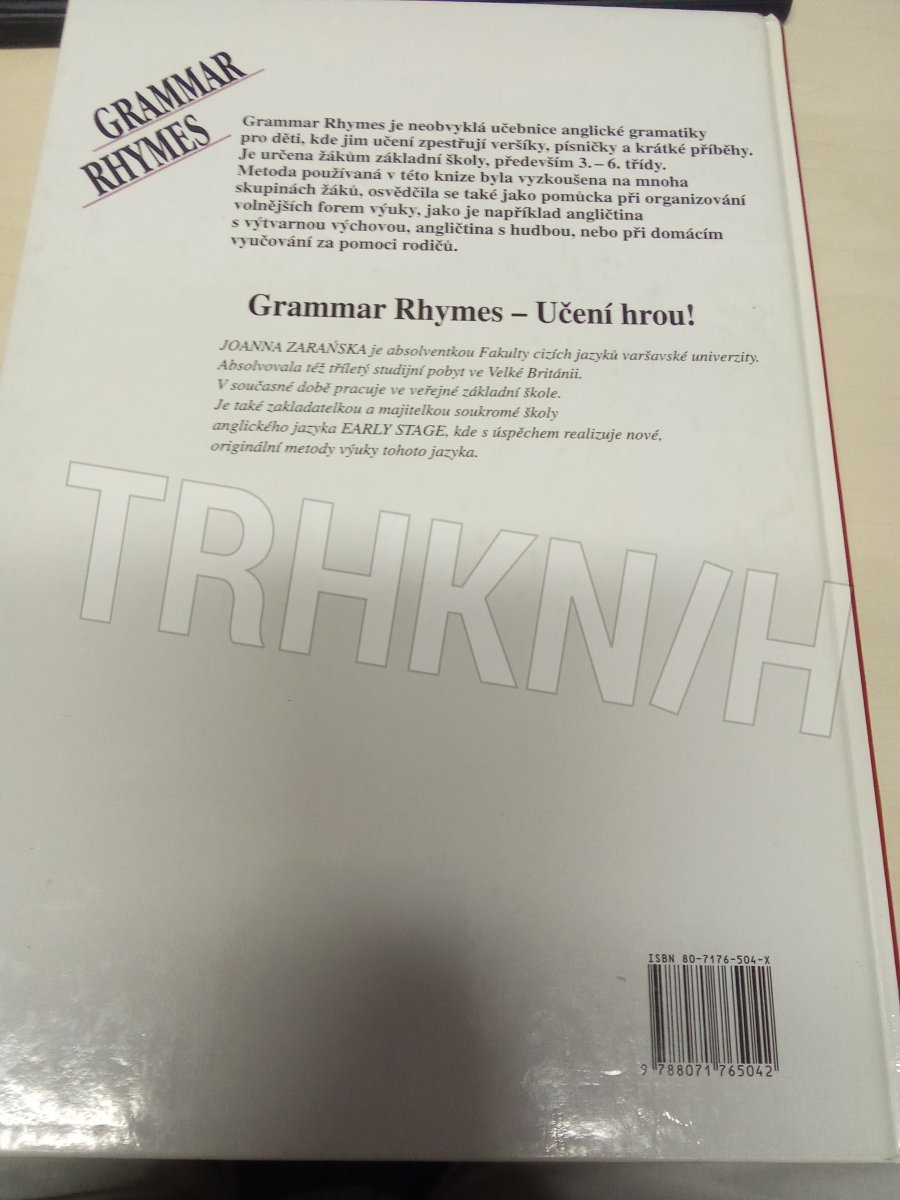 GRAMMAR
RHYMES
Grammar Rhymes je neobvyklá učebnice anglické gramatiky
pro děti, kde jim učení zpestřují veršíky, písničky a krátké příběhy.
Je určena žákům základní školy, především 3. – 6. třídy.
Metoda používaná v této knize byla vyzkoušena na mnoha
skupinách žáků, osvědčila se také jako pomůcka při organizování
volnějších forem výuky, jako je například angličtina
s výtvarnou výchovou, angličtina s hudbou, nebo při domácím
vyučování za pomoci rodičů.
Grammar Rhymes – Učení hrou!
JOANNA ZARAŃSKA je absolventkou Fakulty cizích jazyků varšavské univerzity.
Absolvovala též tříletý studijní pobyt ve Velké Británii.
V současné době pracuje ve veřejné základní škole.
Je také zakladatelkou a majitelkou soukromé školy
anglického jazyka EARLY STAGE, kde s úspěchem realizuje nové,
originální metody výuky tohoto jazyka.
TRHKN/H
ISBN 80-7176-504-X
9 788071 765042